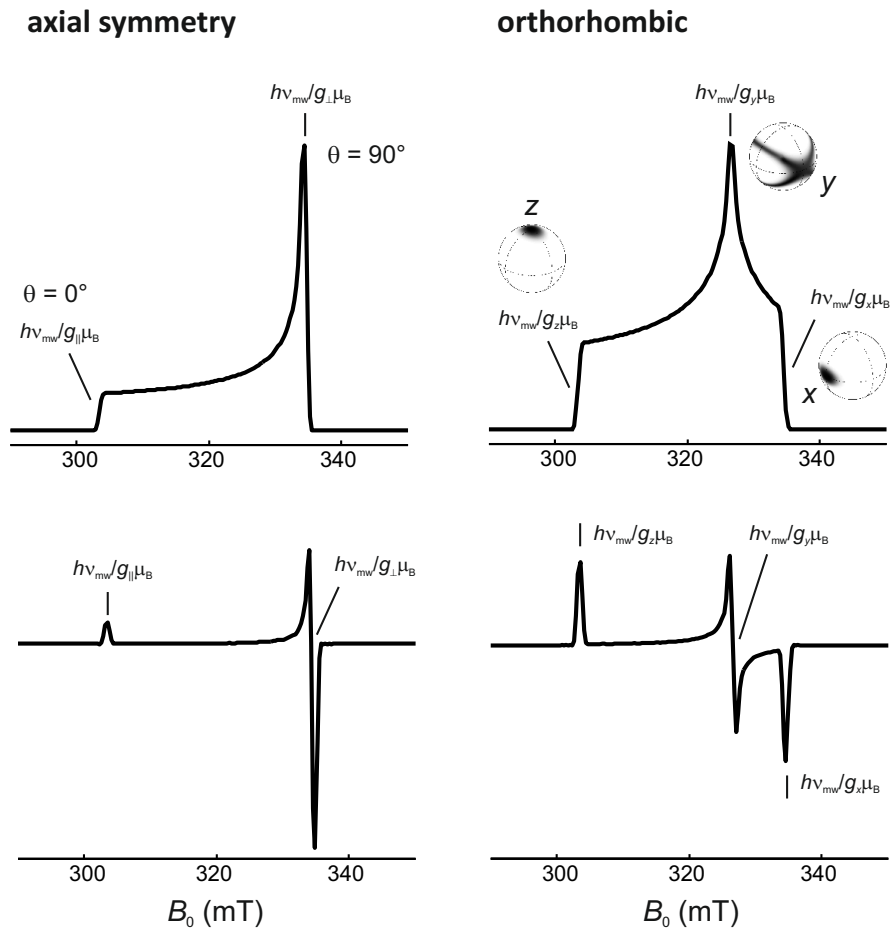 axial symmetry
orthorhombic
hν_mw/g_⊥μ_B
θ = 90°
θ = 0°
hν_mw/g_||μ_B
300 320 340
hν_mw/g_yμ_B
y
z
hν_mw/g_zμ_B
hν_mw/g_xμ_B
x
300 320 340
hν_mw/g_||μ_B
hν_mw/g_⊥μ_B
300 320 340
B_0 (mT)
hν_mw/g_zμ_B
hν_mw/g_yμ_B
hν_mw/g_xμ_B
300 320 340
B_0 (mT)